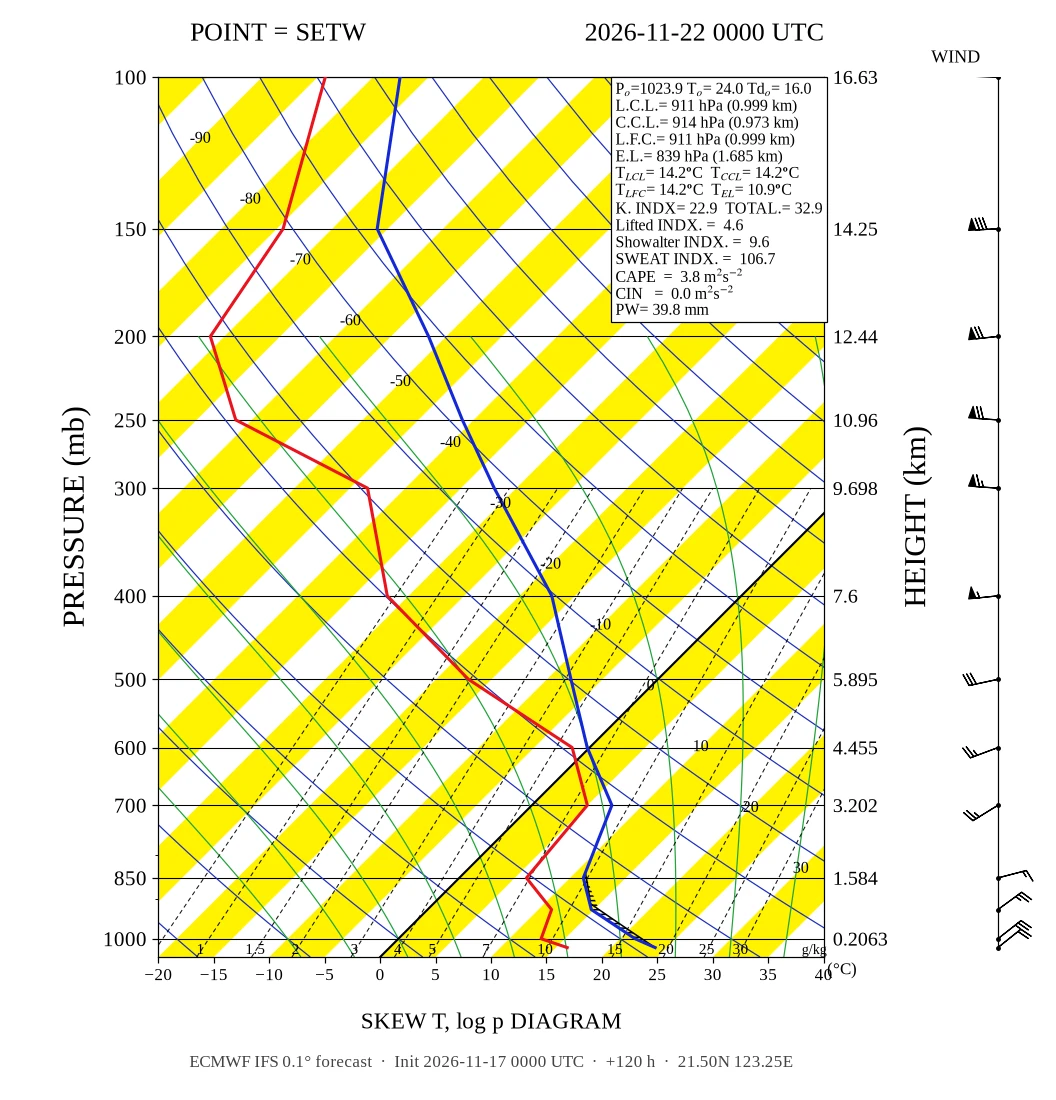 POINT = SETW 2026-11-22 0000 UTC
WIND
100 16.63
P_o=1023.9 T_o= 24.0 Td_o= 16.0
L.C.L.= 911 hPa (0.999 km)
C.C.L.= 914 hPa (0.973 km)
L.F.C.= 911 hPa (0.999 km)
E.L.= 839 hPa (1.685 km)
T_LCL= 14.2°C T_CCL= 14.2°C
T_LFC= 14.2°C T_EL= 10.9°C
K. INDX= 22.9 TOTAL.= 32.9
Lifted INDX. = 4.6
Showalter INDX. = 9.6
SWEAT INDX. = 106.7
CAPE = 3.8 m²s⁻²
CIN = 0.0 m²s⁻²
PW= 39.8 mm
-90
-80
150 14.25
-70
-60
200 12.44
-50
250 10.96
-40
300 9.698
-30
PRESSURE (mb)
HEIGHT (km)
-20
400 7.6
-10
500 5.895
0
600 10 4.455
700 20 3.202
30
850 1.584
1000 0.2063
1 1.5 2 3 4 5 7 10 15 20 25 30 g/kg
−20 −15 −10 −5 0 5 10 15 20 25 30 35 40 (°C)
SKEW T, log p DIAGRAM
ECMWF IFS 0.1° forecast · Init 2026-11-17 0000 UTC · +120 h · 21.50N 123.25E